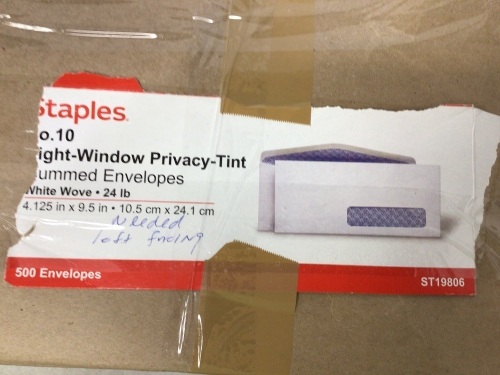 Staples
o.10
ight-Window Privacy-Tint
ummed Envelopes
White Wove • 24 lb
4.125 in x 9.5 in • 10.5 cm x 24.1 cm
Needed
left facing
500 Envelopes
ST19806